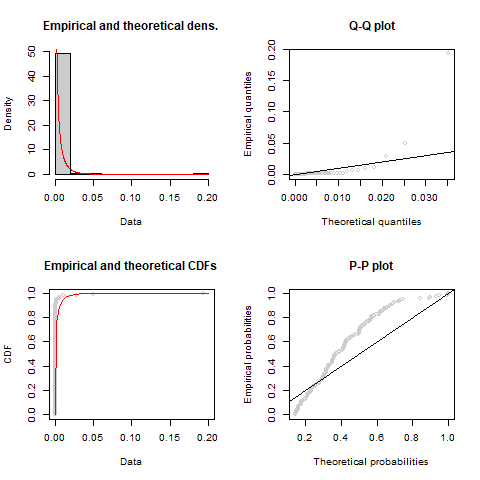 Empirical and theoretical dens.
Density
0 10 20 30 40 50
0.00 0.05 0.10 0.15 0.20
Data
Q-Q plot
Empirical quantiles
0.00 0.05 0.10 0.15 0.20
0.000 0.010 0.020 0.030
Theoretical quantiles
Empirical and theoretical CDFs
CDF
0.0 0.2 0.4 0.6 0.8 1.0
0.00 0.05 0.10 0.15 0.20
Data
P-P plot
Empirical probabilities
0.0 0.2 0.4 0.6 0.8 1.0
0.2 0.4 0.6 0.8 1.0
Theoretical probabilities